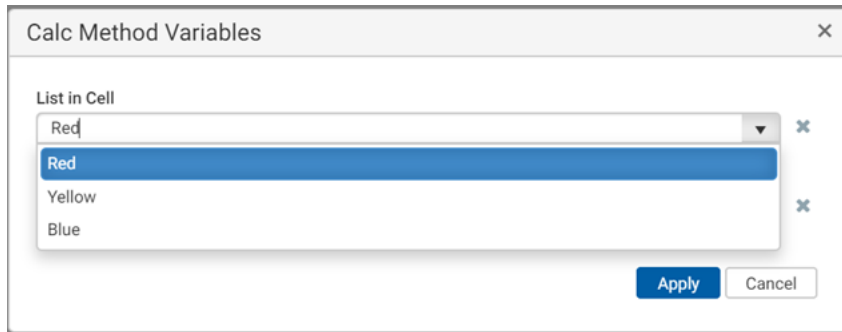 Calc Method Variables
List in Cell
Red
Red
Yellow
Blue
Apply Cancel